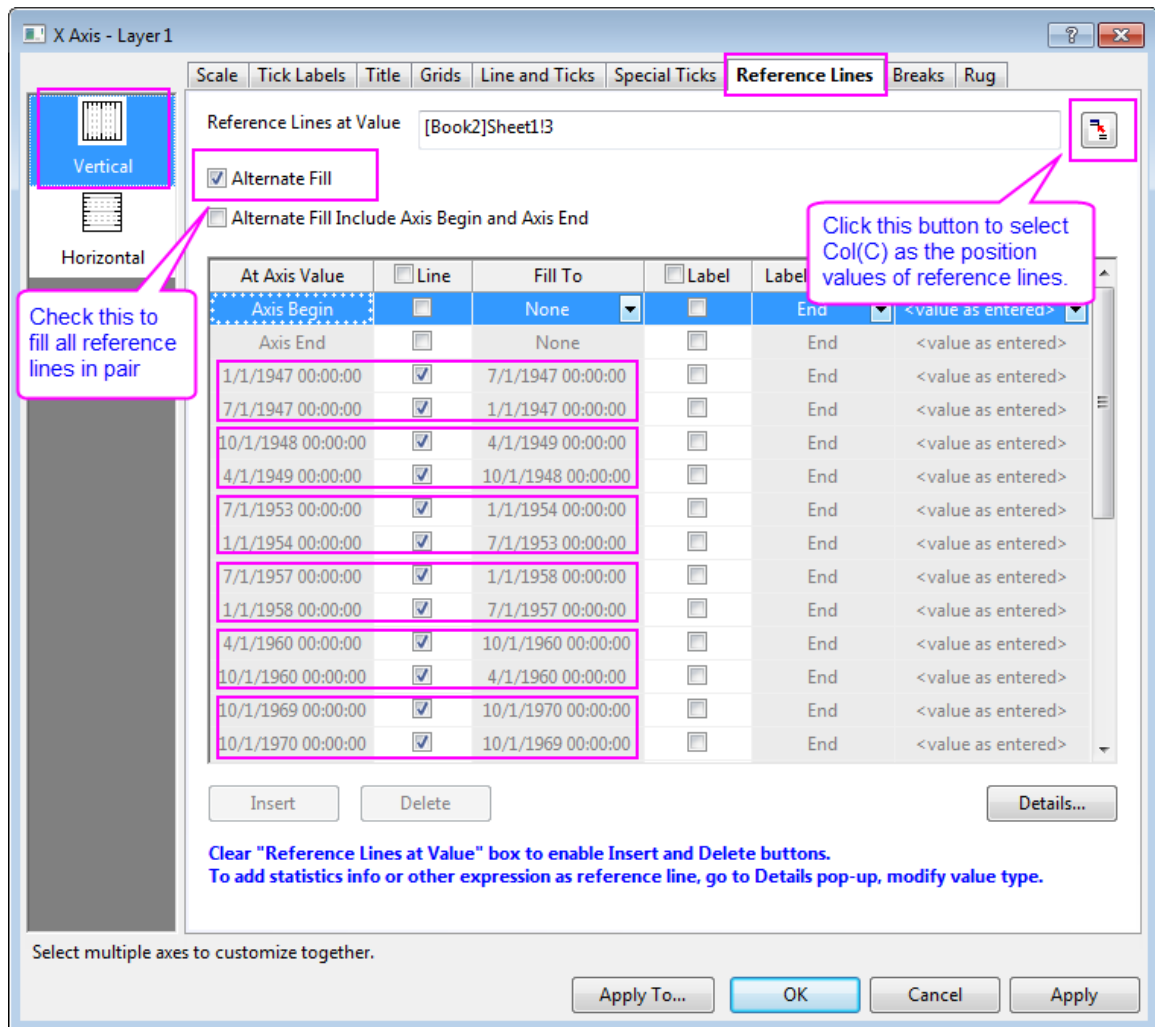 X Axis - Layer 1
Scale Tick Labels Title Grids Line and Ticks Special Ticks Reference Lines Breaks Rug
Vertical
Horizontal
Reference Lines at Value [Book2]Sheet1!3
Alternate Fill
Alternate Fill Include Axis Begin and Axis End
Click this button to select
Col(C) as the position
values of reference lines.
Check this to
fill all reference
lines in pair
At Axis Value Line Fill To Label Label
Axis Begin None End <value as entered>
Axis End None End <value as entered>
1/1/1947 00:00:00 7/1/1947 00:00:00 End <value as entered>
7/1/1947 00:00:00 1/1/1947 00:00:00 End <value as entered>
10/1/1948 00:00:00 4/1/1949 00:00:00 End <value as entered>
4/1/1949 00:00:00 10/1/1948 00:00:00 End <value as entered>
7/1/1953 00:00:00 1/1/1954 00:00:00 End <value as entered>
1/1/1954 00:00:00 7/1/1953 00:00:00 End <value as entered>
7/1/1957 00:00:00 1/1/1958 00:00:00 End <value as entered>
1/1/1958 00:00:00 7/1/1957 00:00:00 End <value as entered>
4/1/1960 00:00:00 10/1/1960 00:00:00 End <value as entered>
10/1/1960 00:00:00 4/1/1960 00:00:00 End <value as entered>
10/1/1969 00:00:00 10/1/1970 00:00:00 End <value as entered>
10/1/1970 00:00:00 10/1/1969 00:00:00 End <value as entered>
Insert Delete Details...
Clear "Reference Lines at Value" box to enable Insert and Delete buttons.
To add statistics info or other expression as reference line, go to Details pop-up, modify value type.
Select multiple axes to customize together.
Apply To... OK Cancel Apply